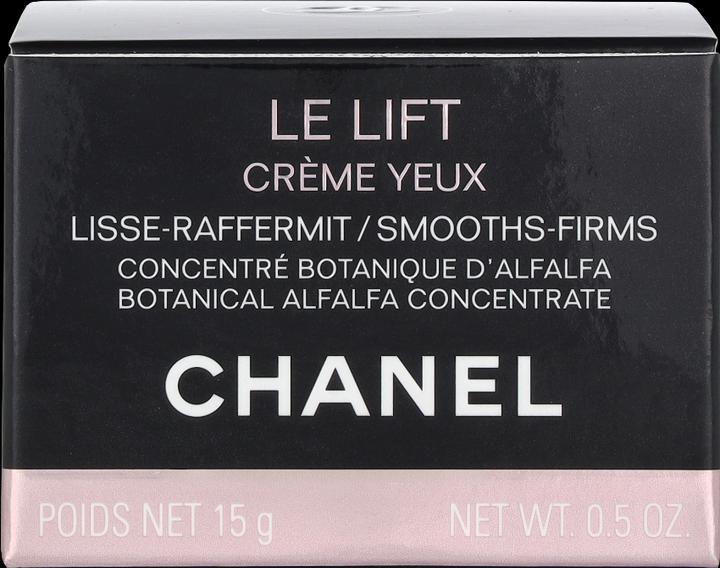 LE LIFT
CRÈME YEUX
LISSE-RAFFERMIT / SMOOTHS-FIRMS
CONCENTRÉ BOTANIQUE D'ALFALFA
BOTANICAL ALFALFA CONCENTRATE
CHANEL
POIDS NET 15 g NET WT. 0.5 OZ.